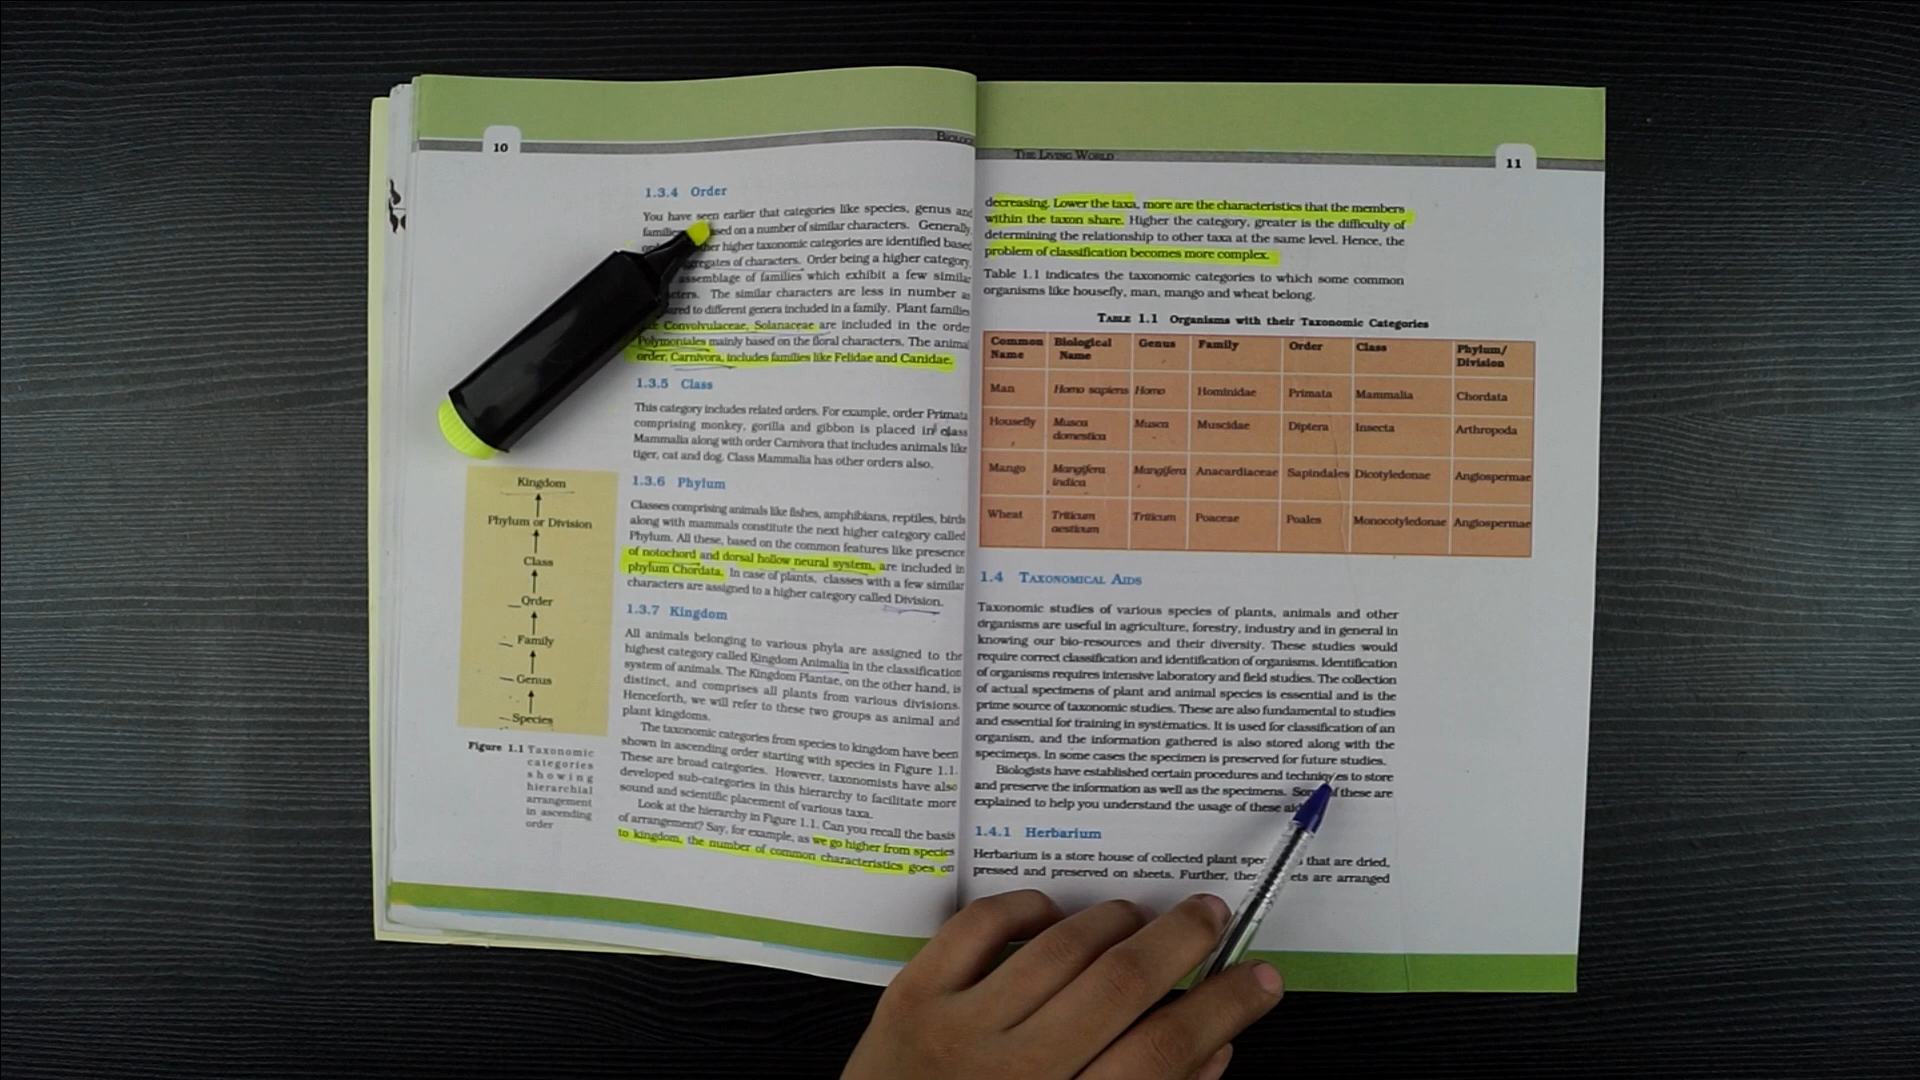 10
BIOLOGY
1.3.4 Order
You have seen earlier that categories like species, genus and
families based on a number of similar characters. Generally,
higher taxonomic categories are identified based
aggregates of characters. Order being a higher category,
assemblage of families which exhibit a few similar
characters. The similar characters are less in number as
compared to different genera included in a family. Plant families
like Convolvulaceae, Solanaceae are included in the order
Polymoniales mainly based on the floral characters. The animal
order, Carnivora, includes families like Felidae and Canidae.
1.3.5 Class
This category includes related orders. For example, order Primata
comprising monkey, gorilla and gibbon is placed in class
Mammalia along with order Carnivora that includes animals like
tiger, cat and dog. Class Mammalia has other orders also.
1.3.6 Phylum
Classes comprising animals like fishes, amphibians, reptiles, birds
along with mammals constitute the next higher category called
Phylum. All these, based on the common features like presence
of notochord and dorsal hollow neural system, are included in
phylum Chordata. In case of plants, classes with a few similar
characters are assigned to a higher category called Division.
1.3.7 Kingdom
All animals belonging to various phyla are assigned to the
highest category called Kingdom Animalia in the classification
system of animals. The Kingdom Plantae, on the other hand, is
distinct, and comprises all plants from various divisions.
Henceforth, we will refer to these two groups as animal and
plant kingdoms.
The taxonomic categories from species to kingdom have been
shown in ascending order starting with species in Figure 1.1.
These are broad categories. However, taxonomists have also
developed sub-categories in this hierarchy to facilitate more
sound and scientific placement of various taxa.
Look at the hierarchy in Figure 1.1. Can you recall the basis
of arrangement? Say, for example, as we go higher from species
to kingdom, the number of common characteristics goes on
Kingdom
Phylum or Division
Class
Order
Family
Genus
Species
Figure 1.1 Taxonomic
categories
showing
hierarchial
arrangement
in ascending
order
THE LIVING WORLD
11
decreasing. Lower the taxa, more are the characteristics that the members
within the taxon share. Higher the category, greater is the difficulty of
determining the relationship to other taxa at the same level. Hence, the
problem of classification becomes more complex.
Table 1.1 indicates the taxonomic categories to which some common
organisms like housefly, man, mango and wheat belong.
TABLE 1.1 Organisms with their Taxonomic Categories
Common Name Biological Name Genus Family Order Class Phylum/ Division
Man Homo sapiens Homo Hominidae Primata Mammalia Chordata
Housefly Musca domestica Musca Muscidae Diptera Insecta Arthropoda
Mango Mangifera indica Mangifera Anacardiaceae Sapindales Dicotyledonae Angiospermae
Wheat Triticum aestivum Triticum Poaceae Poales Monocotyledonae Angiospermae
1.4 TAXONOMICAL AIDS
Taxonomic studies of various species of plants, animals and other
organisms are useful in agriculture, forestry, industry and in general in
knowing our bio-resources and their diversity. These studies would
require correct classification and identification of organisms. Identification
of organisms requires intensive laboratory and field studies. The collection
of actual specimens of plant and animal species is essential and is the
prime source of taxonomic studies. These are also fundamental to studies
and essential for training in systematics. It is used for classification of an
organism, and the information gathered is also stored along with the
specimens. In some cases the specimen is preserved for future studies.
Biologists have established certain procedures and techniques to store
and preserve the information as well as the specimens. Some of these are
explained to help you understand the usage of these aids.
1.4.1 Herbarium
Herbarium is a store house of collected plant specimens that are dried,
pressed and preserved on sheets. Further, these sheets are arranged